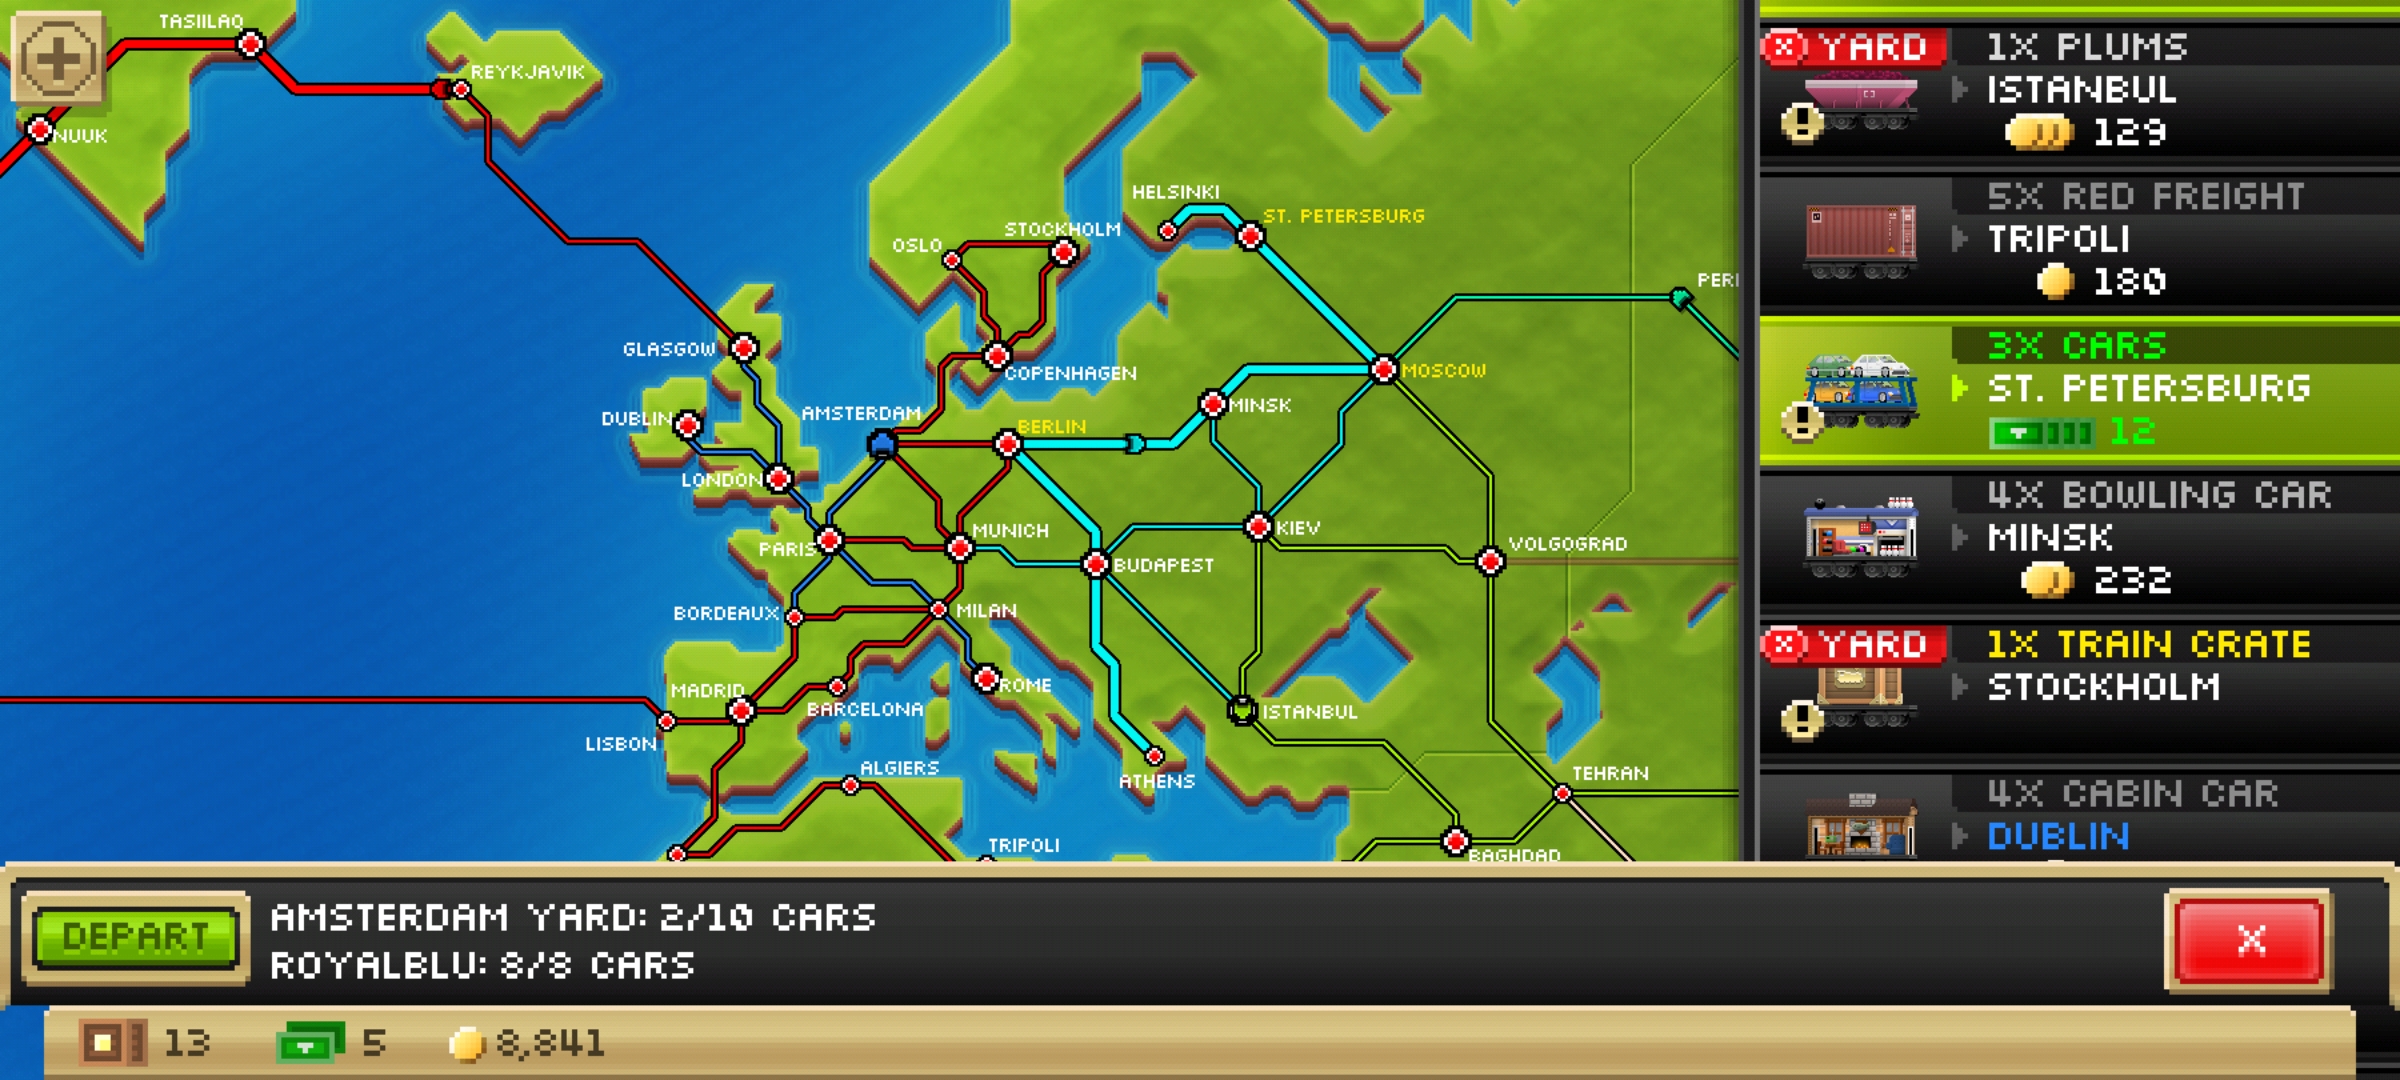 TASIILAQ
REYKJAVIK
NUUK
HELSINKI
ST. PETERSBURG
STOCKHOLM
OSLO
GLASGOW
COPENHAGEN
MOSCOW
AMSTERDAM
DUBLIN
BERLIN
MINSK
LONDON
PARIS
MUNICH
KIEV
VOLGOGRAD
BUDAPEST
BORDEAUX
MILAN
MADRID
ROME
BARCELONA
ISTANBUL
LISBON
ALGIERS
ATHENS
TEHRAN
TRIPOLI
BAGHDAD
YARD
1X PLUMS
ISTANBUL
129
5X RED FREIGHT
TRIPOLI
180
3X CARS
ST. PETERSBURG
12
4X BOWLING CAR
MINSK
232
YARD
1X TRAIN CRATE
STOCKHOLM
4X CABIN CAR
DUBLIN
DEPART
AMSTERDAM YARD: 2/10 CARS
ROYALBLU: 8/8 CARS
X
13
5
8,841